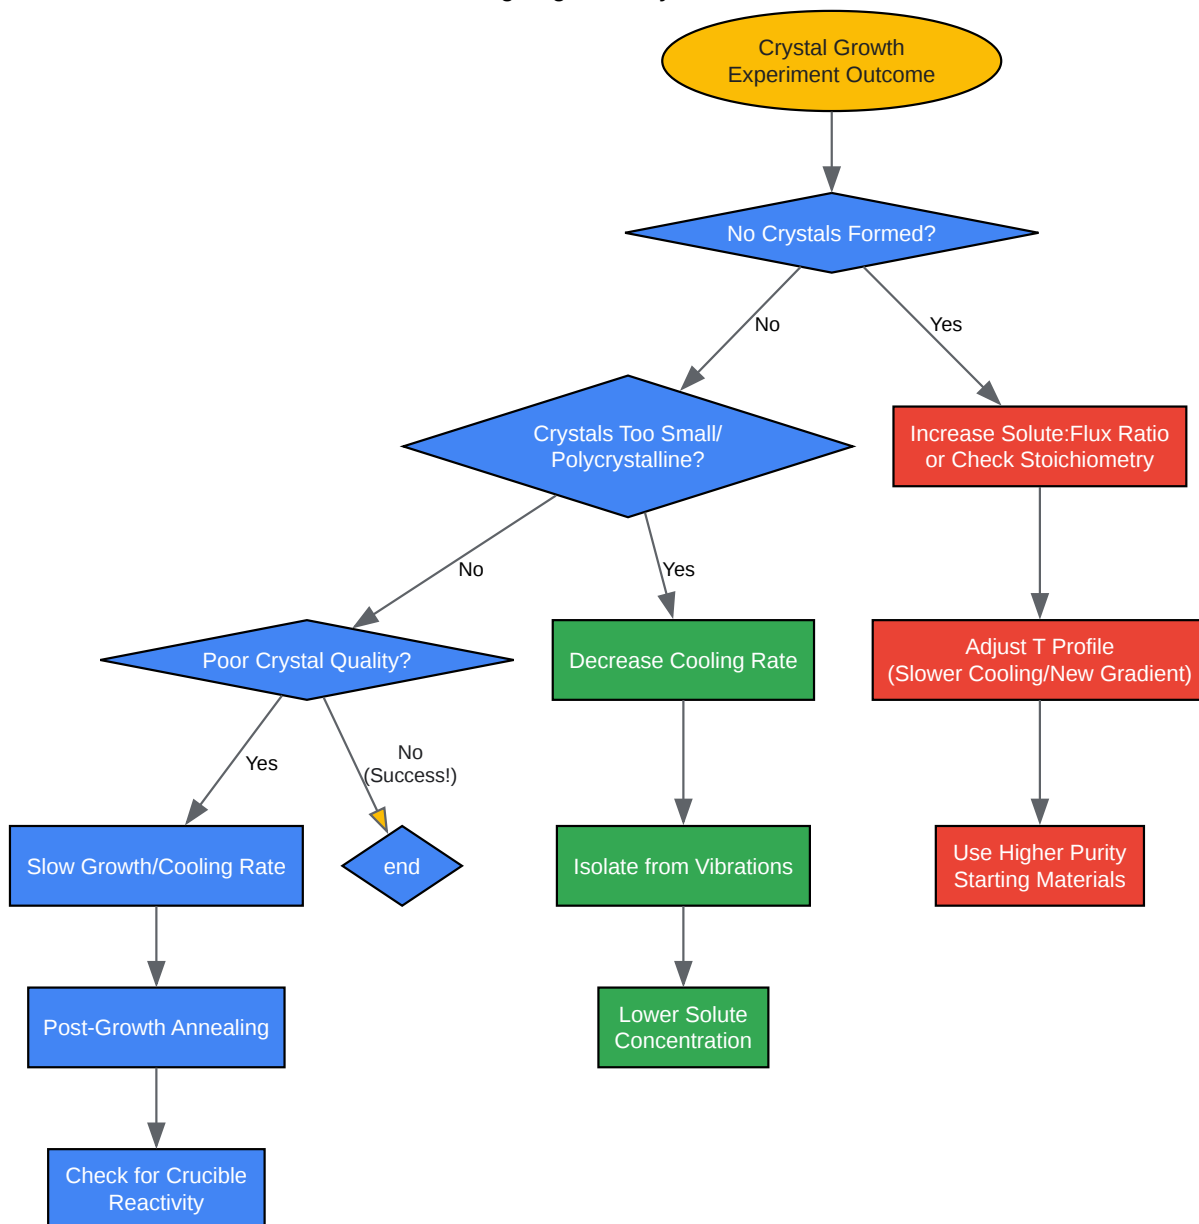 Crystal Growth
Experiment Outcome
No Crystals Formed?
No
Yes
Crystals Too Small/
Polycrystalline?
Increase Solute:Flux Ratio
or Check Stoichiometry
No
Yes
Poor Crystal Quality?
Decrease Cooling Rate
Adjust T Profile
(Slower Cooling/New Gradient)
Yes
No
(Success!)
Slow Growth/Cooling Rate
end
Isolate from Vibrations
Use Higher Purity
Starting Materials
Post-Growth Annealing
Lower Solute
Concentration
Check for Crucible
Reactivity